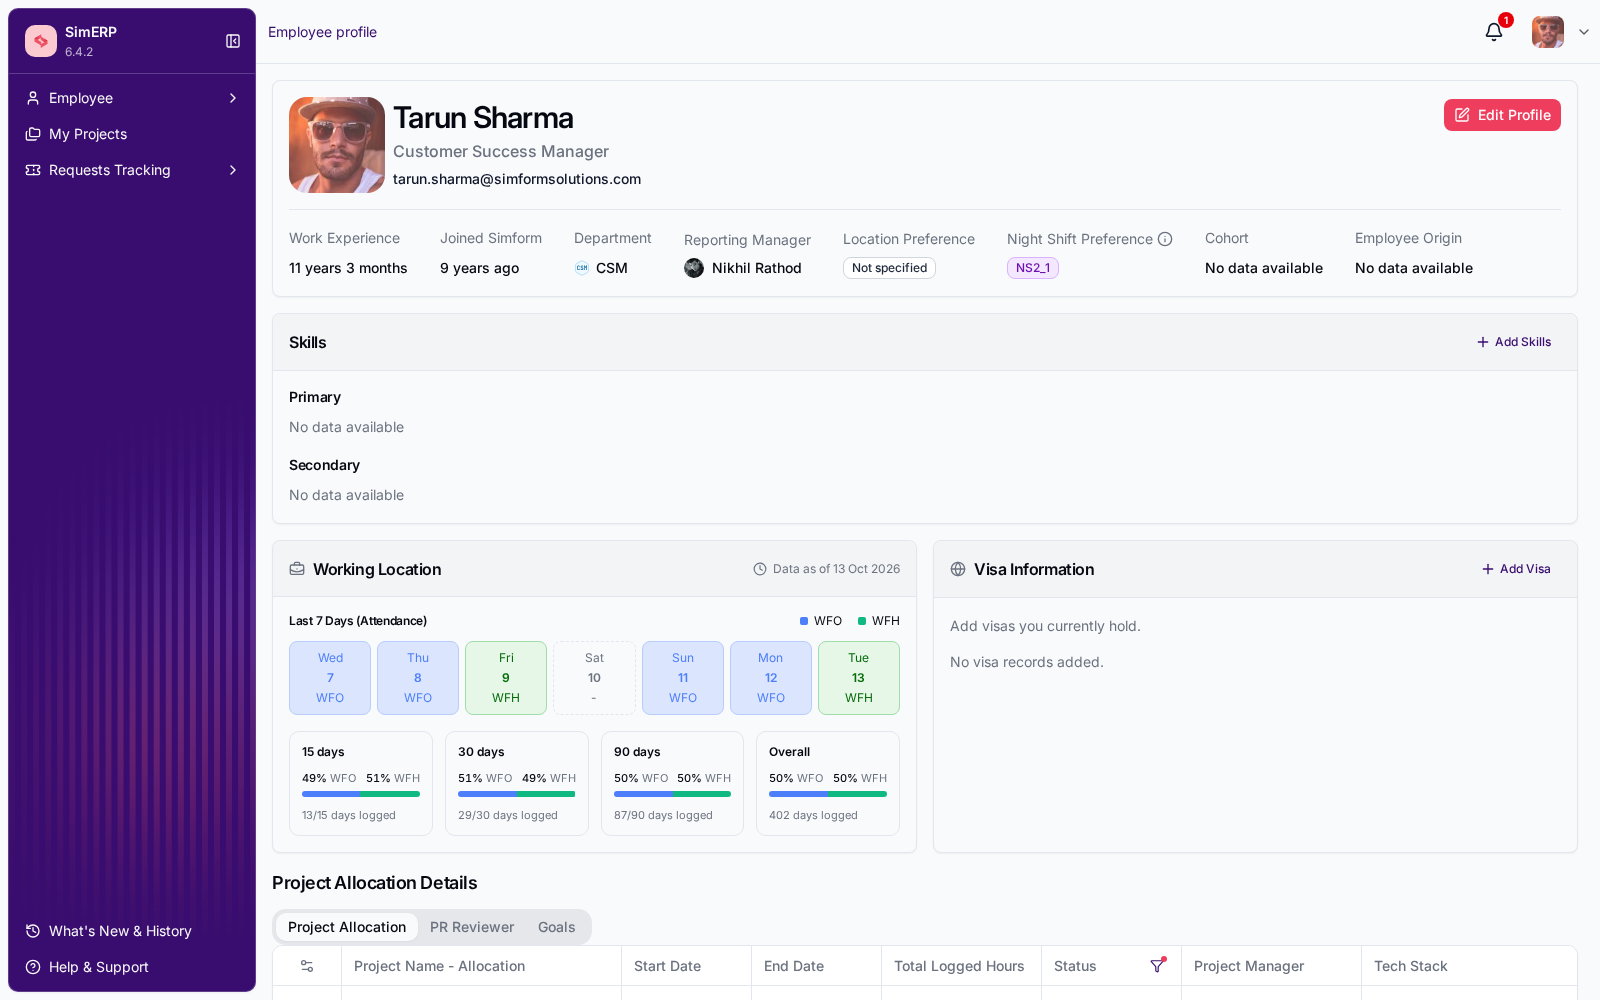 SimERP
6.4.2
Employee
My Projects
Requests Tracking
What's New & History
Help & Support
Employee profile
1
Tarun Sharma
Customer Success Manager
tarun.sharma@simformsolutions.com
Edit Profile
Work Experience
11 years 3 months
Joined Simform
9 years ago
Department
CSM CSM
Reporting Manager
Nikhil Rathod
Location Preference
Not specified
Night Shift Preference
NS2_1
Cohort
No data available
Employee Origin
No data available
Skills
Add Skills
Primary
No data available
Secondary
No data available
Working Location
Data as of 13 Oct 2026
Last 7 Days (Attendance)
WFO WFH
Wed
7
WFO
Thu
8
WFO
Fri
9
WFH
Sat
10
-
Sun
11
WFO
Mon
12
WFO
Tue
13
WFH
15 days
49% WFO 51% WFH
13/15 days logged
30 days
51% WFO 49% WFH
29/30 days logged
90 days
50% WFO 50% WFH
87/90 days logged
Overall
50% WFO 50% WFH
402 days logged
Visa Information
Add Visa
Add visas you currently hold.
No visa records added.
Project Allocation Details
Project Allocation PR Reviewer Goals
Project Name - Allocation Start Date End Date Total Logged Hours Status Project Manager Tech Stack